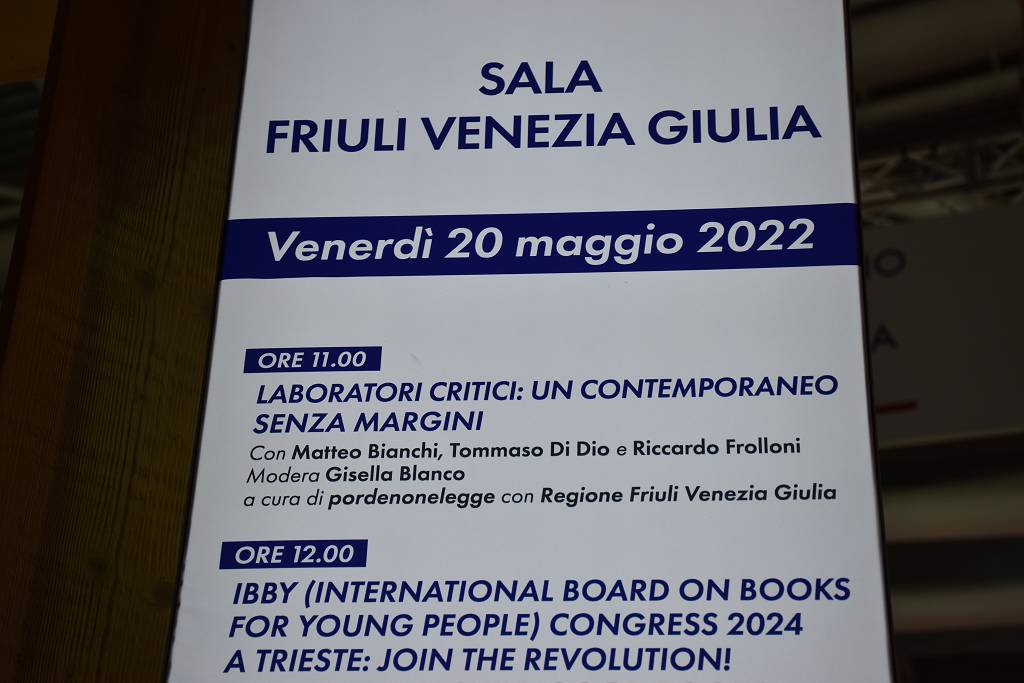 SALA
FRIULI VENEZIA GIULIA
Venerdì 20 maggio 2022
ORE 11.00
LABORATORI CRITICI: UN CONTEMPORANEO
SENZA MARGINI
Con Matteo Bianchi, Tommaso Di Dio e Riccardo Frolloni
Modera Gisella Blanco
a cura di pordenonelegge con Regione Friuli Venezia Giulia
ORE 12.00
IBBY (INTERNATIONAL BOARD ON BOOKS
FOR YOUNG PEOPLE) CONGRESS 2024
A TRIESTE: JOIN THE REVOLUTION!